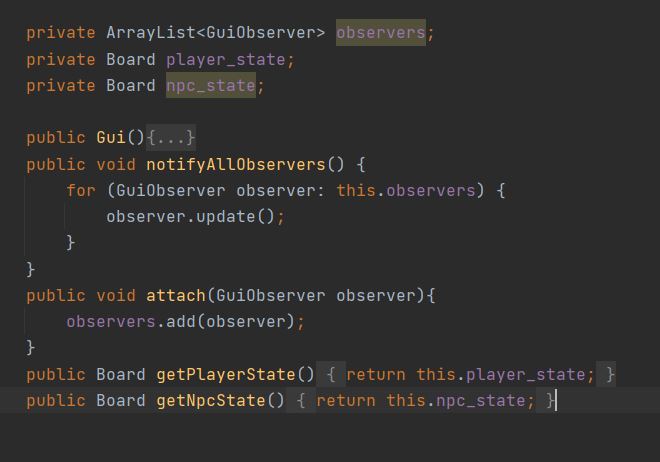 private ArrayList<GuiObserver> observers;
private Board player_state;
private Board npc_state;
public Gui(){...}
public void notifyAllObservers() {
for (GuiObserver observer: this.observers) {
observer.update();
}
}
public void attach(GuiObserver observer){
observers.add(observer);
}
public Board getPlayerState() { return this.player_state; }
public Board getNpcState() { return this.npc_state; }